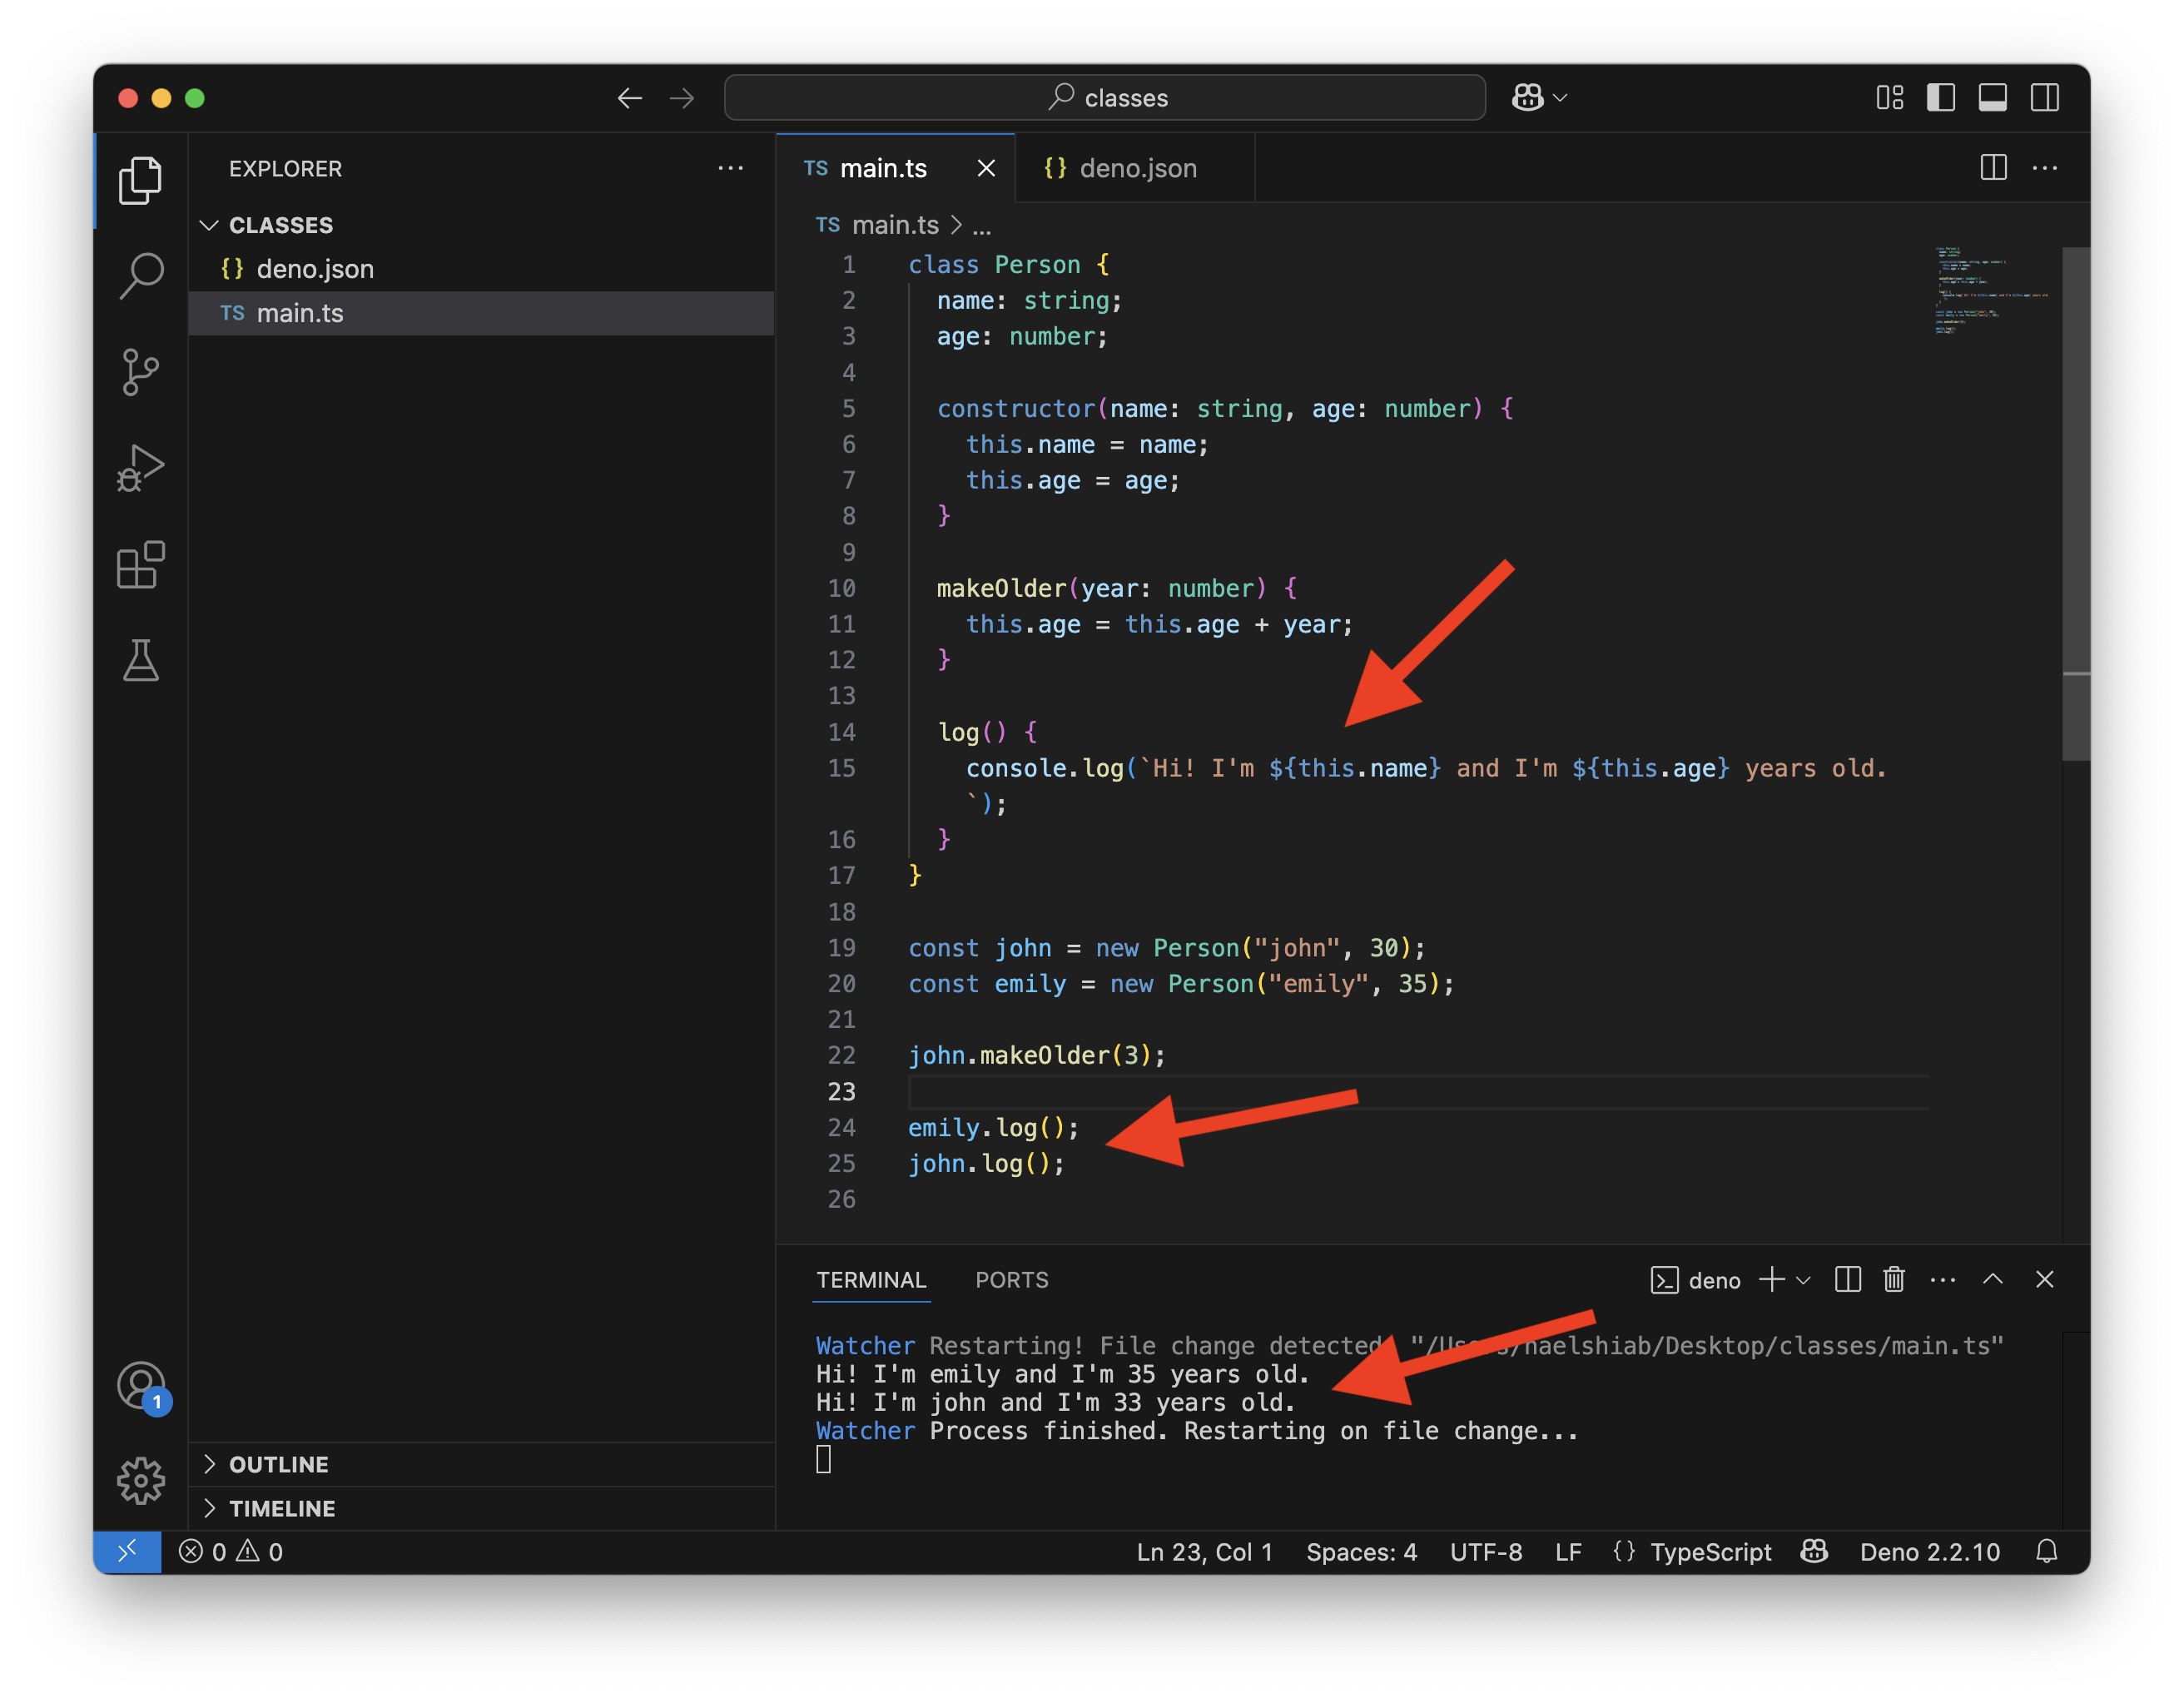 classes
EXPLORER
CLASSES
{} deno.json
TS main.ts
OUTLINE
TIMELINE
TS main.ts
{} deno.json
TS main.ts > ...
1 class Person {
2   name: string;
3   age: number;
4
5   constructor(name: string, age: number) {
6     this.name = name;
7     this.age = age;
8   }
9
10   makeOlder(year: number) {
11     this.age = this.age + year;
12   }
13
14   log() {
15     console.log(`Hi! I'm ${this.name} and I'm ${this.age} years old.
    `);
16   }
17 }
18
19 const john = new Person("john", 30);
20 const emily = new Person("emily", 35);
21
22 john.makeOlder(3);
23
24 emily.log();
25 john.log();
26
TERMINAL PORTS
deno
Watcher Restarting! File change detected "/Users/naelshiab/Desktop/classes/main.ts"
Hi! I'm emily and I'm 35 years old.
Hi! I'm john and I'm 33 years old.
Watcher Process finished. Restarting on file change...
1
0 0
Ln 23, Col 1 Spaces: 4 UTF-8 LF {} TypeScript Deno 2.2.10